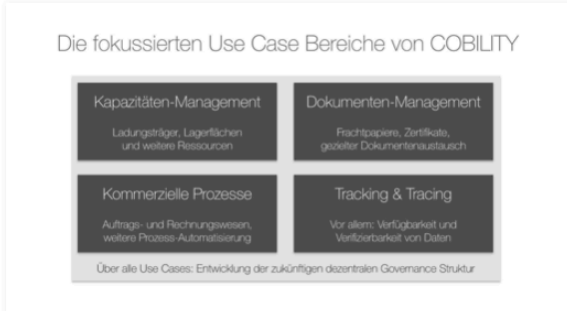 Die fokussierten Use Case Bereiche von COBILITY
Kapazitäten-Management
Ladungsträger, Lagerflächen
und weitere Ressourcen
Dokumenten-Management
Frachtpapiere, Zertifikate,
gezielter Dokumentenaustausch
Kommerzielle Prozesse
Auftrags- und Rechnungswesen,
weitere Prozess-Automatisierung
Tracking & Tracing
Vor allem: Verfügbarkeit und
Verifizierbarkeit von Daten
Über alle Use Cases: Entwicklung der zukünftigen dezentralen Governance Struktur